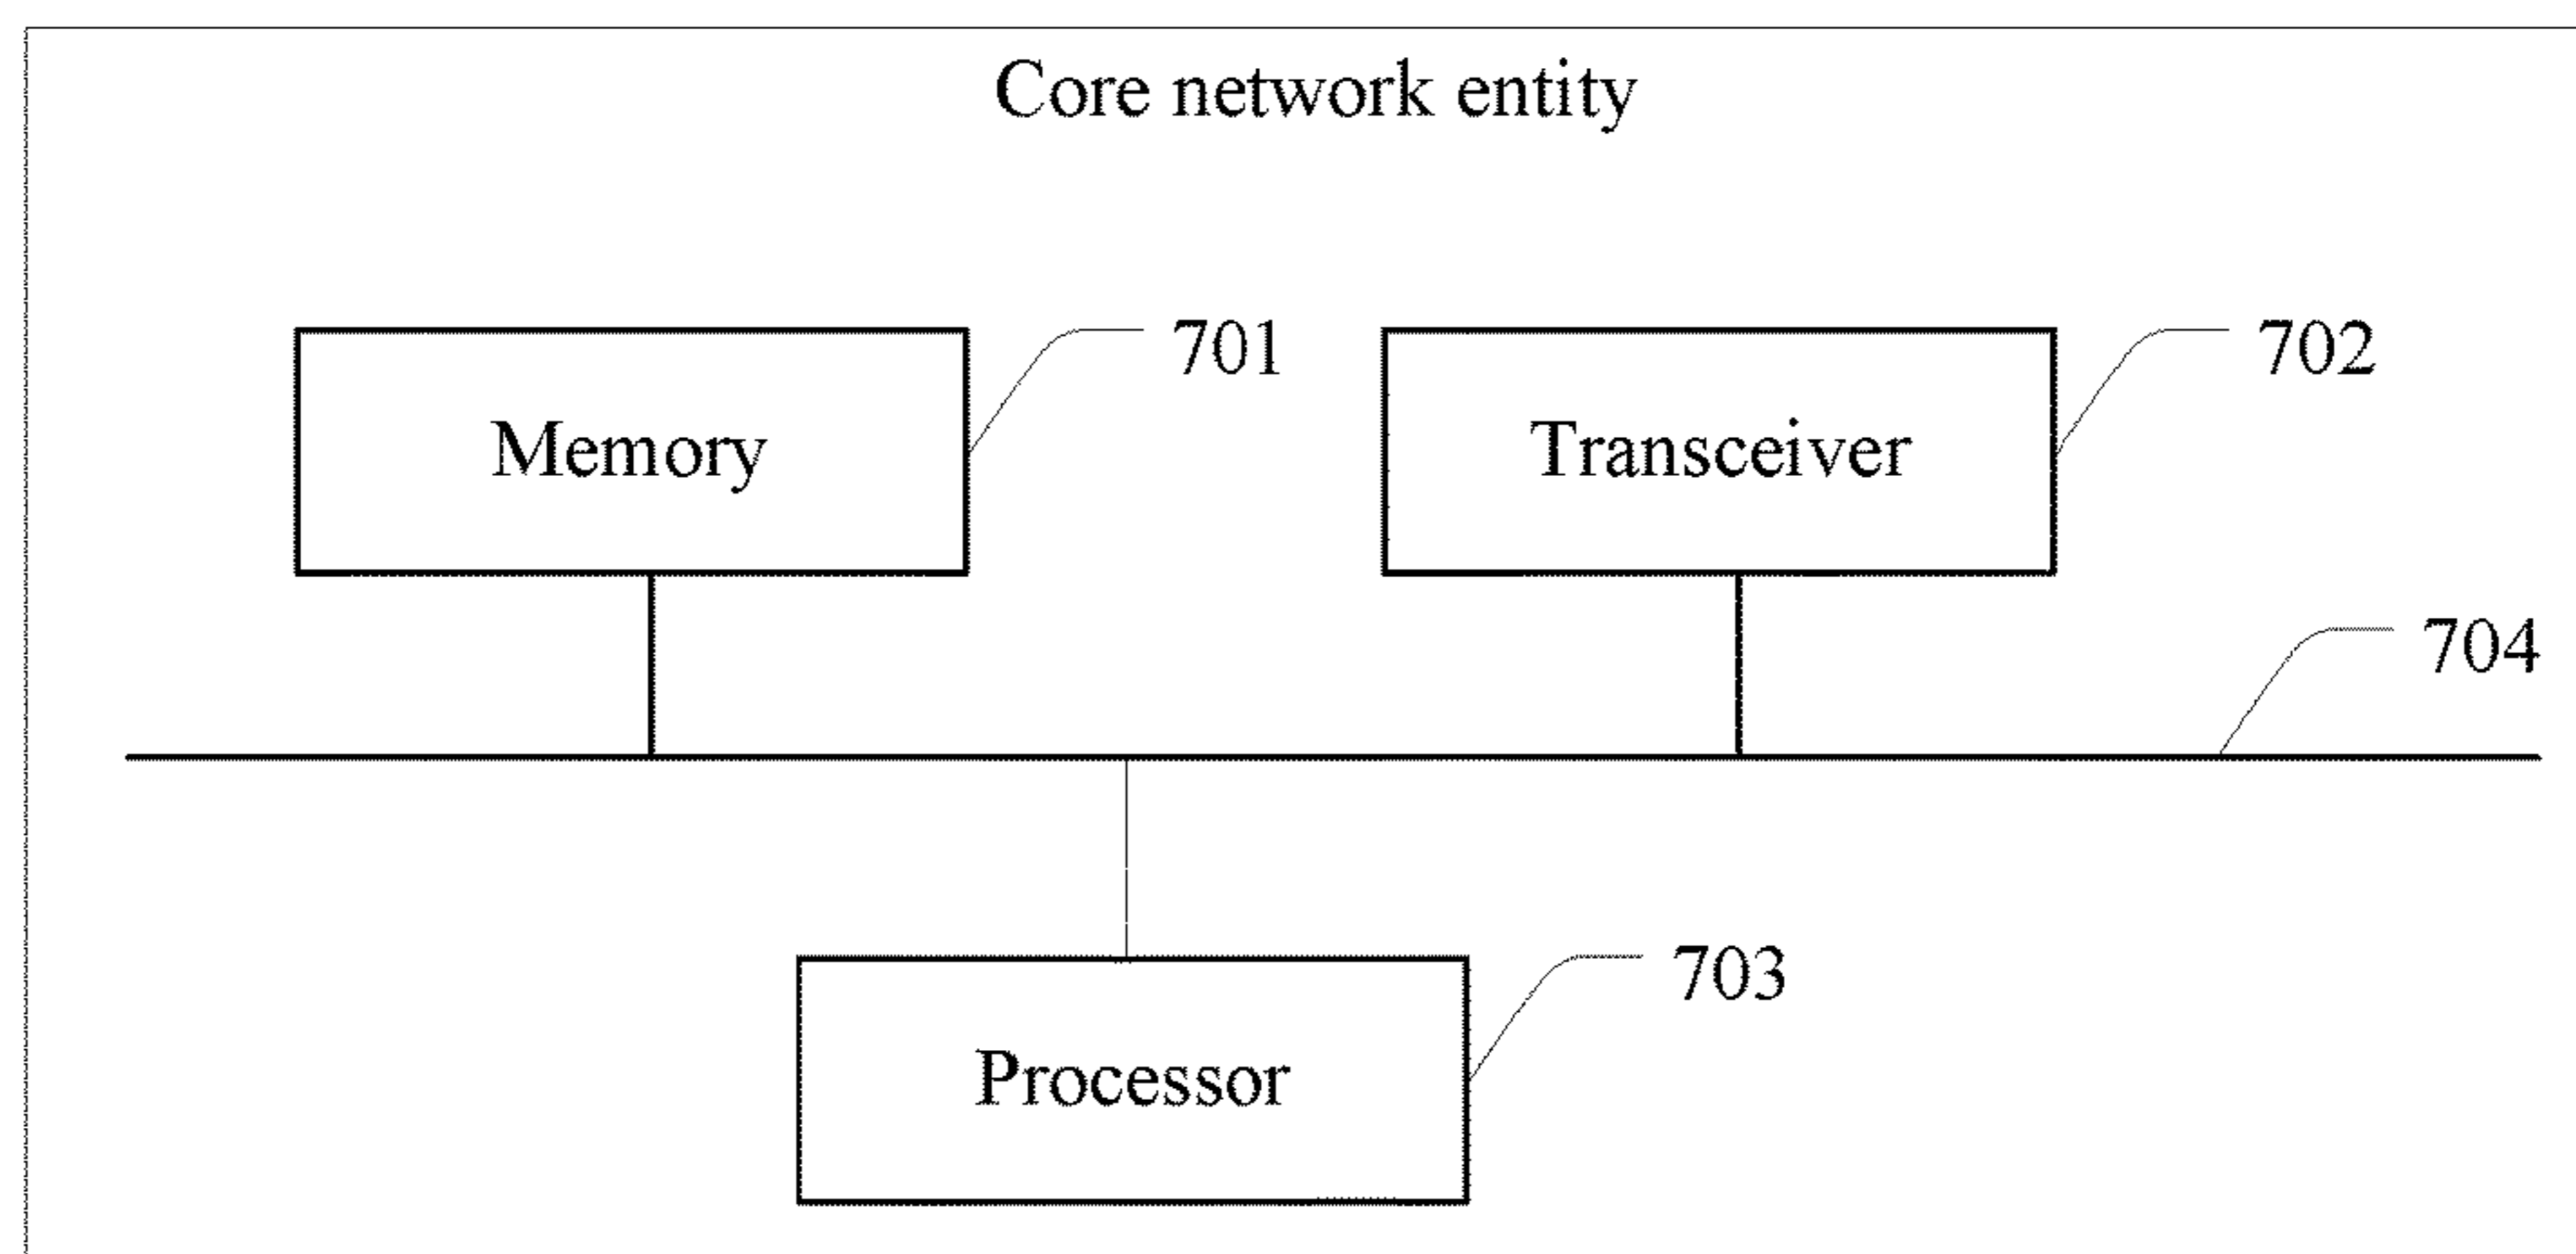 Core network entity
701
702
Memory
Transceiver
704
703
Processor